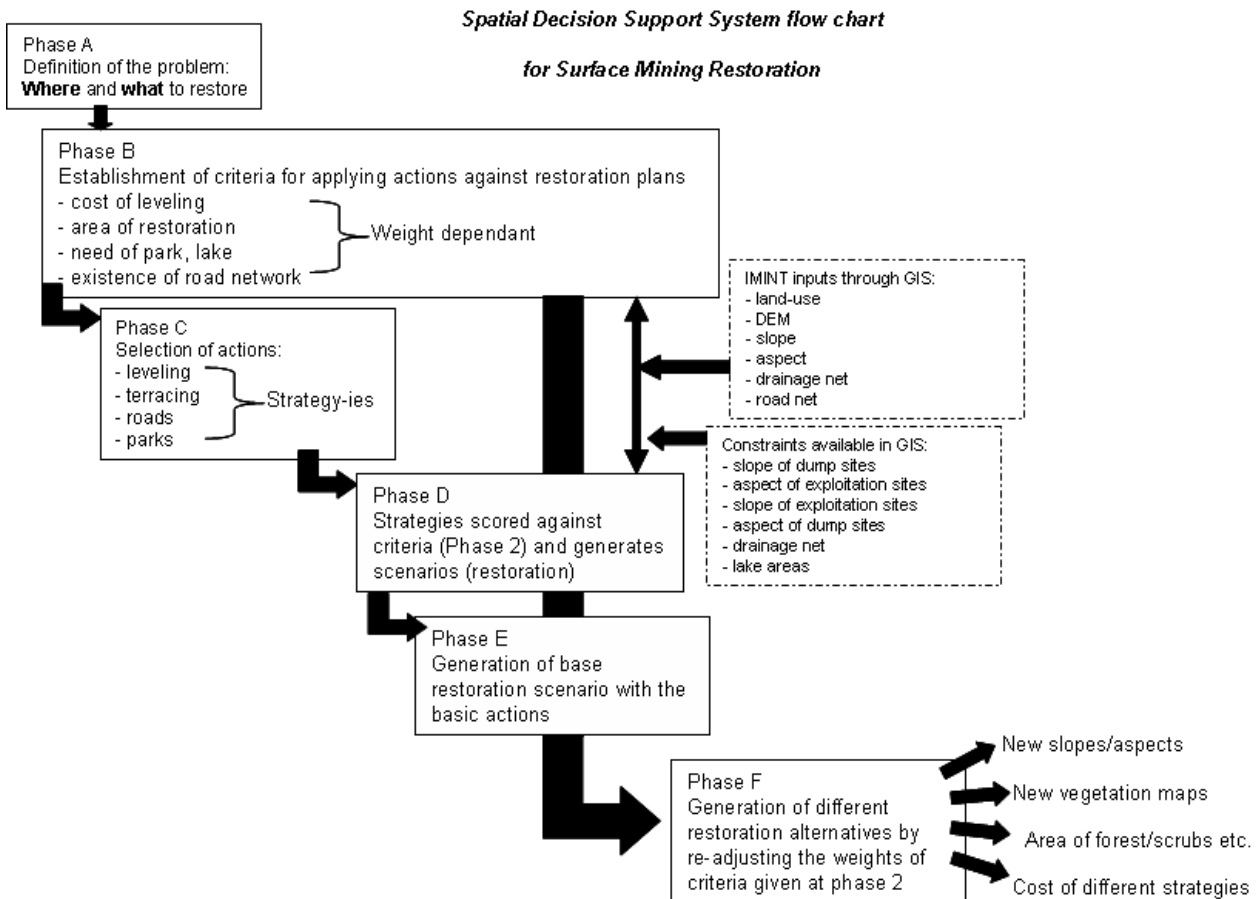 Spatial Decision Support System flow chart
for Surface Mining Restoration
Phase A
Definition of the problem:
Where and what to restore
Phase B
Establishment of criteria for applying actions against restoration plans
- cost of leveling
- area of restoration
- need of park, lake
- existence of road network
Weight dependant
Phase C
Selection of actions:
- leveling
- terracing
- roads
- parks
Strategy-ies
IMINT inputs through GIS:
- land-use
- DEM
- slope
- aspect
- drainage net
- road net
Constraints available in GIS:
- slope of dump sites
- aspect of exploitation sites
- slope of exploitation sites
- aspect of dump sites
- drainage net
- lake areas
Phase D
Strategies scored against
criteria (Phase 2) and generates
scenarios (restoration)
Phase E
Generation of base
restoration scenario with the
basic actions
Phase F
Generation of different
restoration alternatives by
re-adjusting the weights of
criteria given at phase 2
New slopes/aspects
New vegetation maps
Area of forest/scrubs etc.
Cost of different strategies